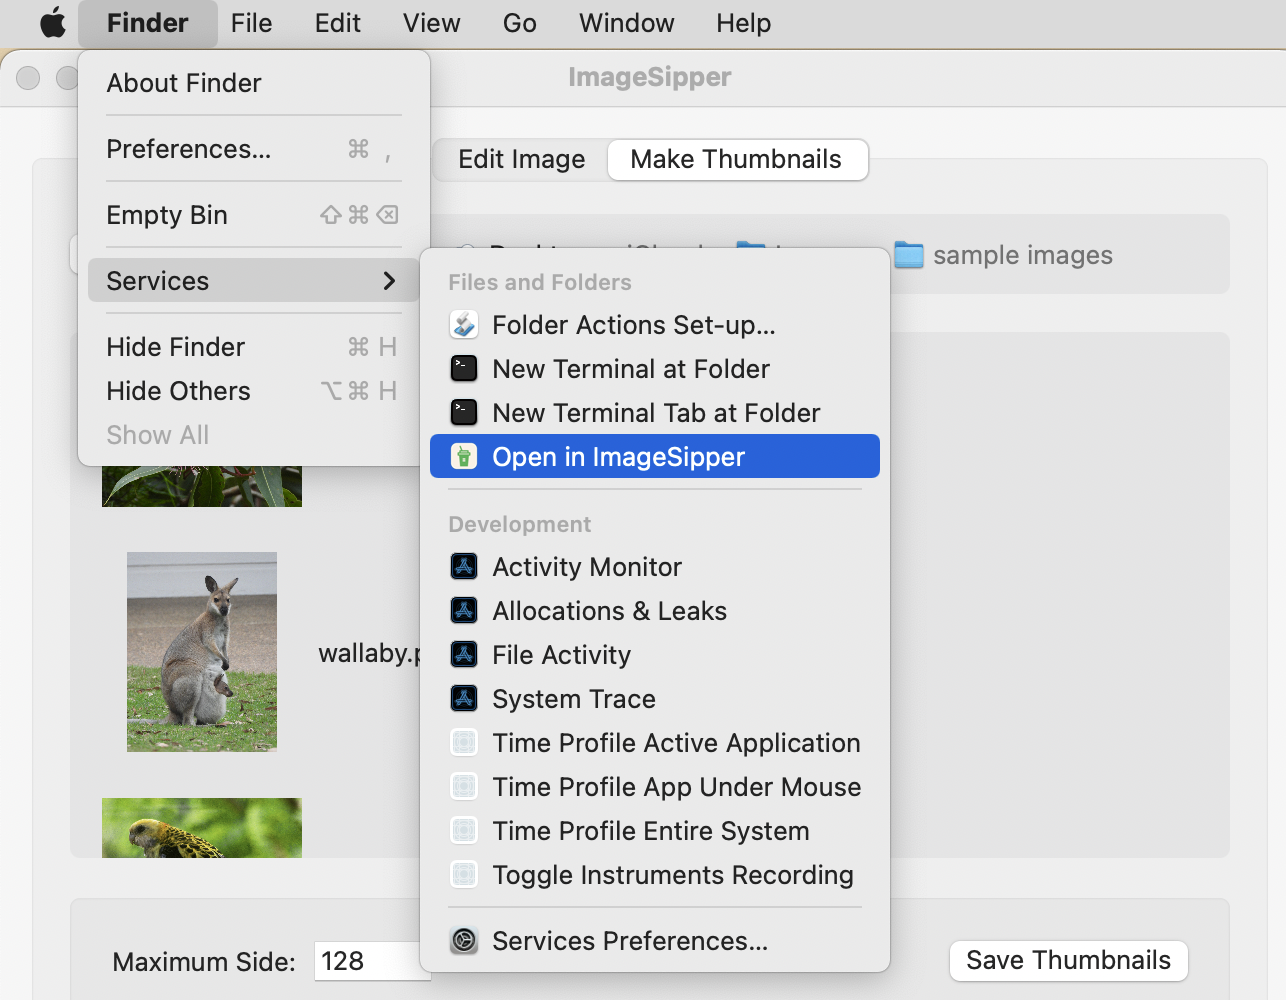 Finder File Edit View Go Window Help
ImageSipper
About Finder
Preferences... ⌘ ,
Empty Bin ⇧⌘⌫
Services
Hide Finder ⌘ H
Hide Others ⌥⌘ H
Show All
Edit Image Make Thumbnails
sample images
Files and Folders
Folder Actions Set-up...
New Terminal at Folder
New Terminal Tab at Folder
Open in ImageSipper
Development
Activity Monitor
Allocations & Leaks
File Activity
System Trace
Time Profile Active Application
Time Profile App Under Mouse
Time Profile Entire System
Toggle Instruments Recording
Services Preferences...
wallaby.p
Maximum Side: 128
Save Thumbnails